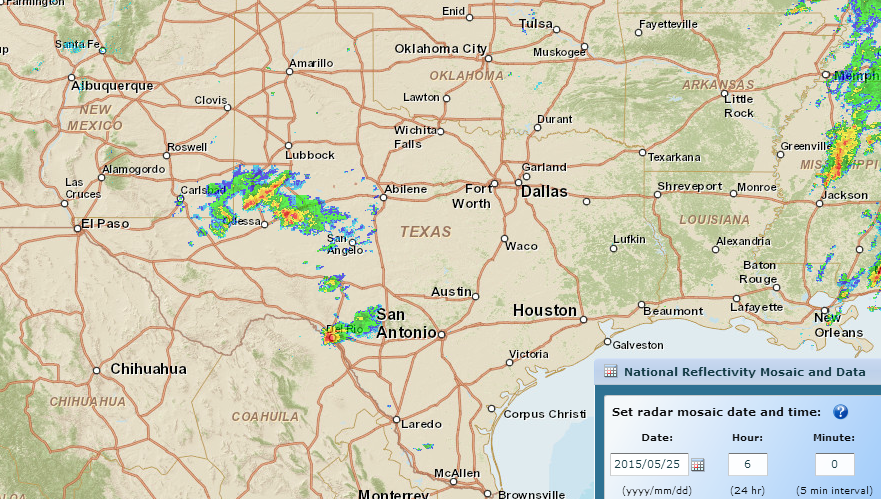 Farmington
Enid
Tulsa
Fayetteville
Santa Fe
Oklahoma City
Muskogee
Amarillo
OKLAHOMA
Memph
Albuquerque
ARKANSAS
Clovis
Lawton
Little
Rock
NEW
MEXICO
Wichita
Falls
Durant
Roswell
Lubbock
Texarkana
Greenville
MISSISSIPPI
Alamogordo
Garland
Las
Cruces
Carlsbad
Abilene
Fort
Worth
Dallas
Shreveport
Monroe
Jackson
El Paso
Odessa
TEXAS
LOUISIANA
San
Angelo
Waco
Lufkin
Alexandria
Baton
Rouge
Austin
Houston
Beaumont
Lafayette
New
Orleans
San
Antonio
Del Rio
Galveston
Victoria
Chihuahua
CHIHUAHUA
COAHUILA
Laredo
Corpus Christi
McAllen
Monterrey
Brownsville
National Reflectivity Mosaic and Data
Set radar mosaic date and time: ?
Date: Hour: Minute:
2015/05/25 6 0
(yyyy/mm/dd) (24 hr) (5 min interval)